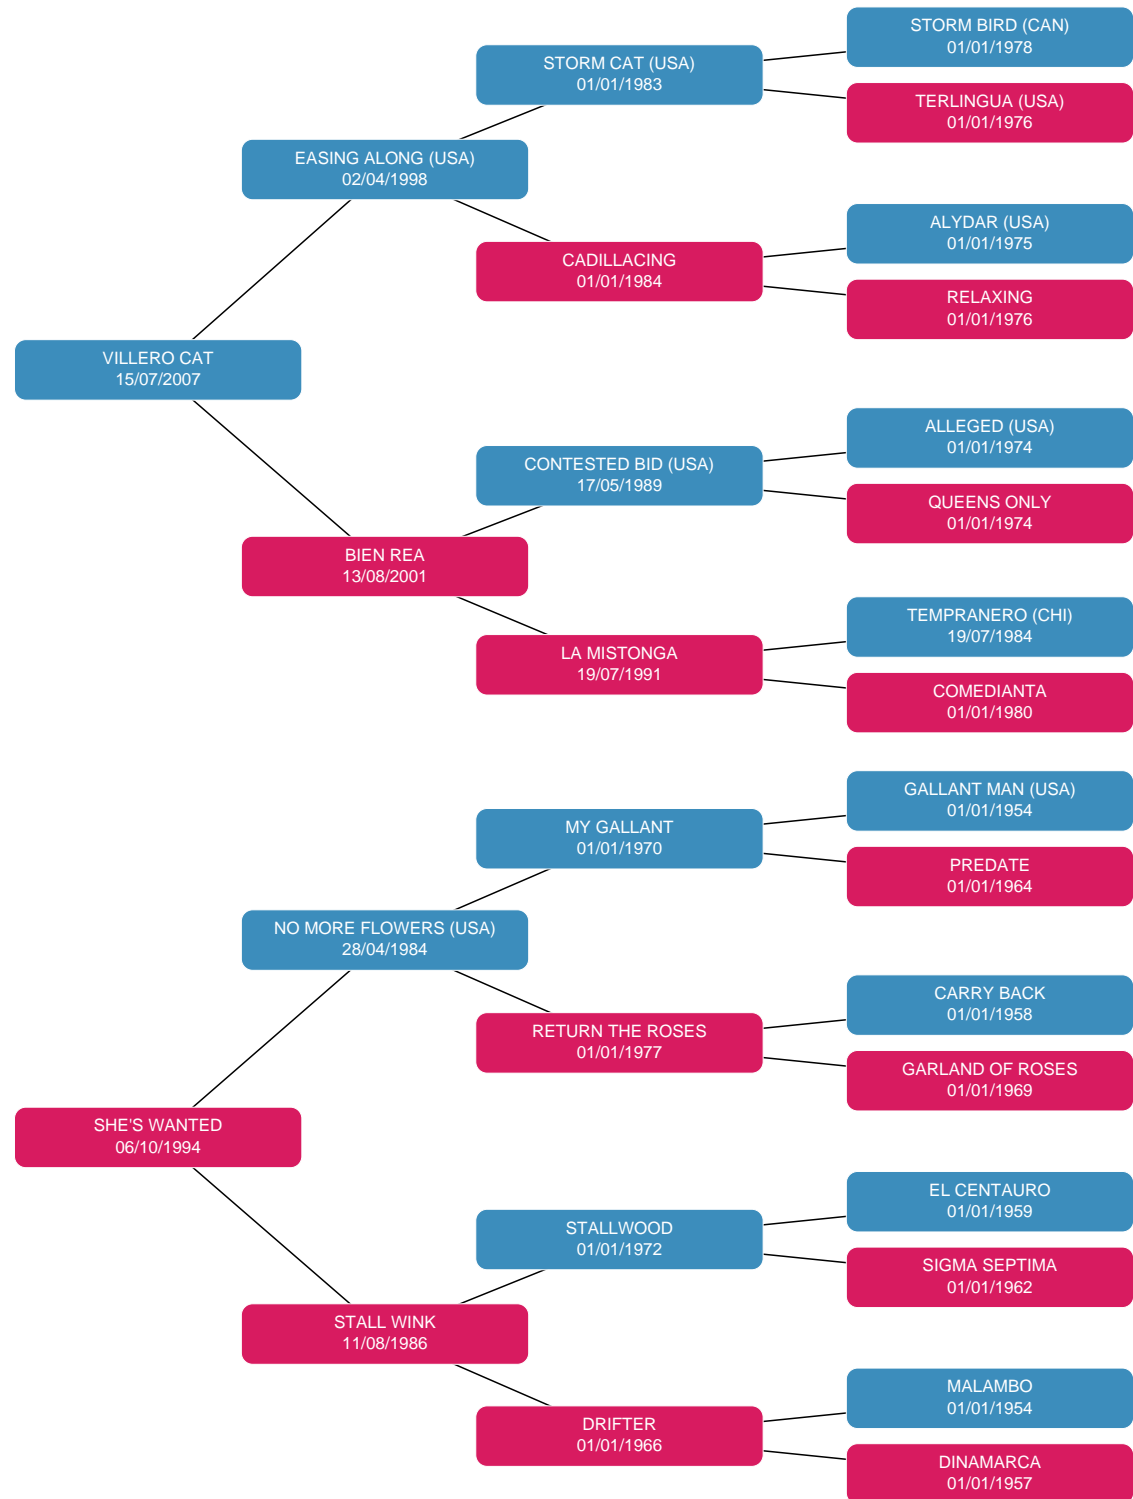 STORM BIRD (CAN)
01/01/1978
STORM CAT (USA)
01/01/1983
TERLINGUA (USA)
01/01/1976
EASING ALONG (USA)
02/04/1998
ALYDAR (USA)
01/01/1975
CADILLACING
01/01/1984
RELAXING
01/01/1976
VILLERO CAT
15/07/2007
ALLEGED (USA)
01/01/1974
CONTESTED BID (USA)
17/05/1989
QUEENS ONLY
01/01/1974
BIEN REA
13/08/2001
TEMPRANERO (CHI)
19/07/1984
LA MISTONGA
19/07/1991
COMEDIANTA
01/01/1980
GALLANT MAN (USA)
01/01/1954
MY GALLANT
01/01/1970
PREDATE
01/01/1964
NO MORE FLOWERS (USA)
28/04/1984
CARRY BACK
01/01/1958
RETURN THE ROSES
01/01/1977
GARLAND OF ROSES
01/01/1969
SHE'S WANTED
06/10/1994
EL CENTAURO
01/01/1959
STALLWOOD
01/01/1972
SIGMA SEPTIMA
01/01/1962
STALL WINK
11/08/1986
MALAMBO
01/01/1954
DRIFTER
01/01/1966
DINAMARCA
01/01/1957